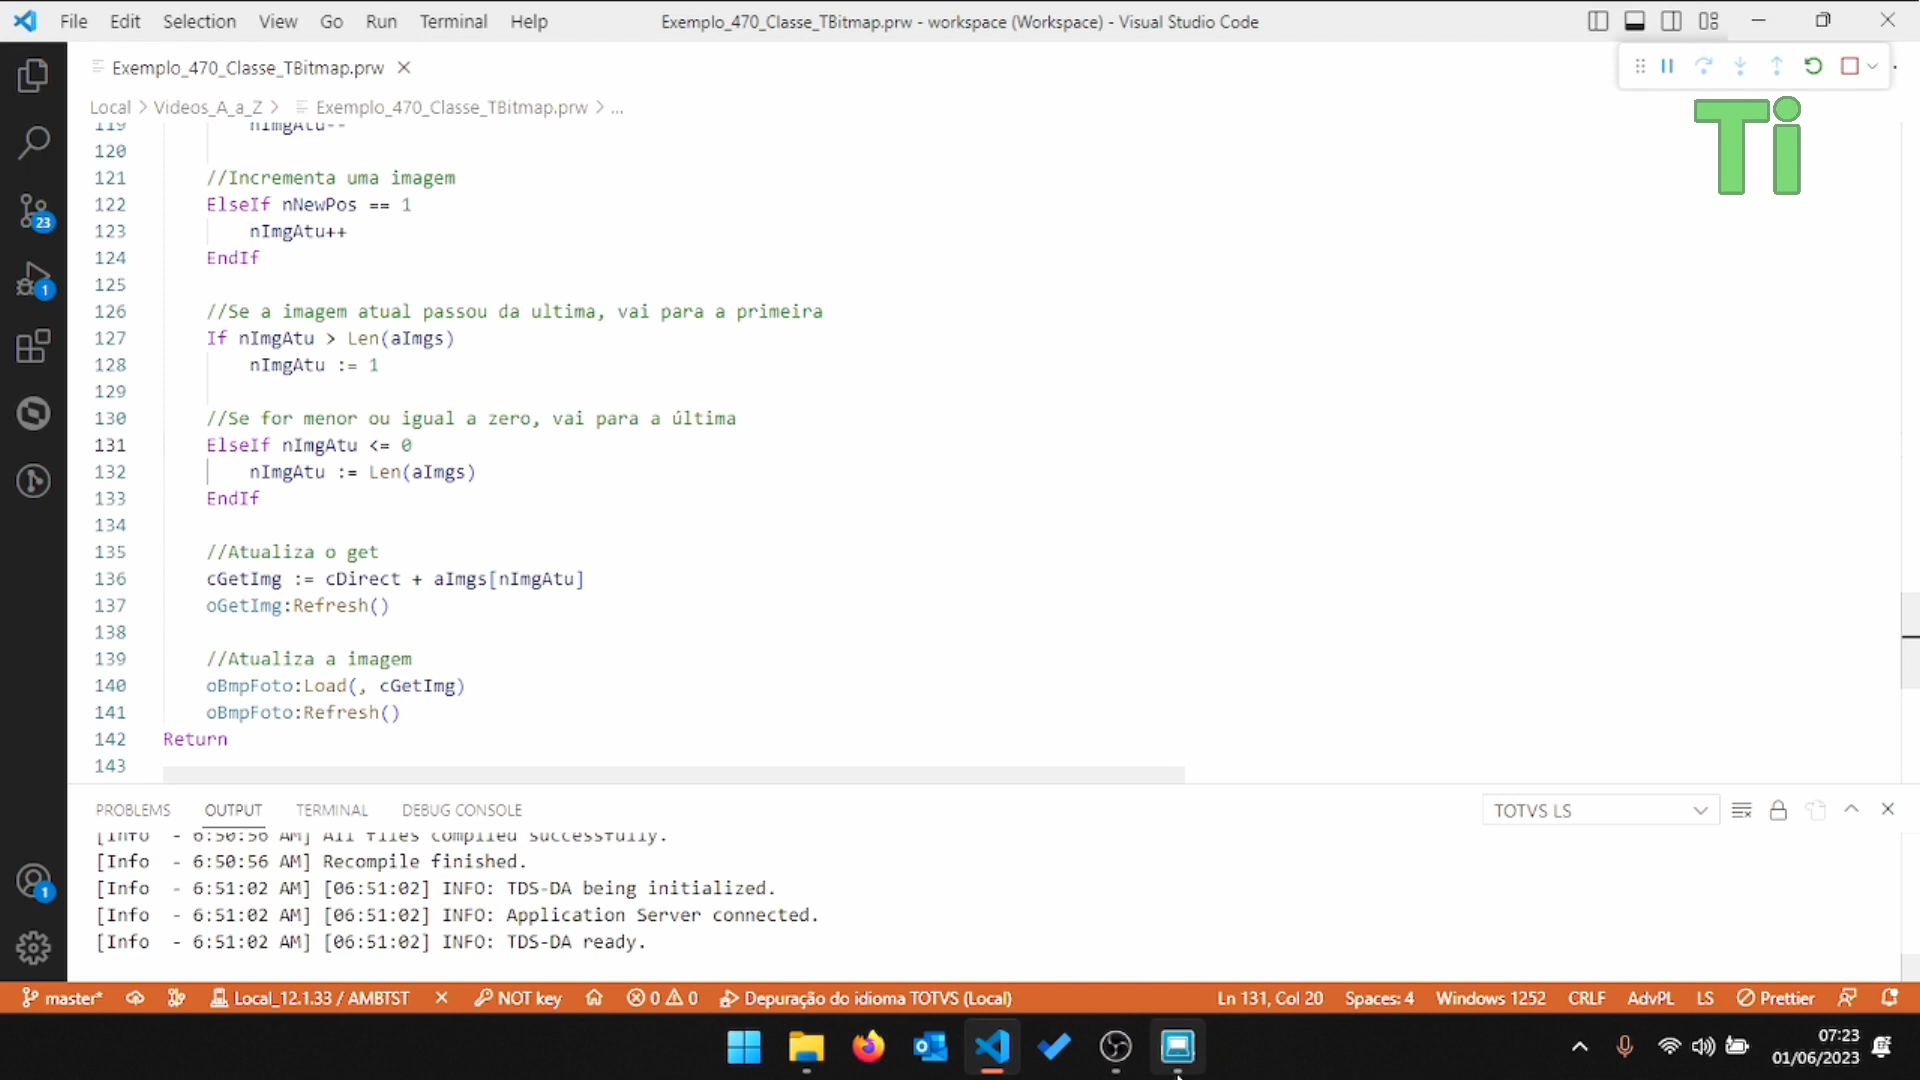 File Edit Selection View Go Run Terminal Help
Exemplo_470_Classe_TBitmap.prw - workspace (Workspace) - Visual Studio Code
Exemplo_470_Classe_TBitmap.prw
Local > Videos_A_a_Z > Exemplo_470_Classe_TBitmap.prw > ...
Ti
119 nImgAtu--
120
121 //Incrementa uma imagem
122 ElseIf nNewPos == 1
123 nImgAtu++
124 EndIf
125
126 //Se a imagem atual passou da ultima, vai para a primeira
127 If nImgAtu > Len(aImgs)
128 nImgAtu := 1
129
130 //Se for menor ou igual a zero, vai para a última
131 ElseIf nImgAtu <= 0
132 nImgAtu := Len(aImgs)
133 EndIf
134
135 //Atualiza o get
136 cGetImg := cDirect + aImgs[nImgAtu]
137 oGetImg:Refresh()
138
139 //Atualiza a imagem
140 oBmpFoto:Load(, cGetImg)
141 oBmpFoto:Refresh()
142 Return
143
23
1
1
PROBLEMS OUTPUT TERMINAL DEBUG CONSOLE
TOTVS LS
[Info - 6:50:56 AM] All files compiled successfully.
[Info - 6:50:56 AM] Recompile finished.
[Info - 6:51:02 AM] [06:51:02] INFO: TDS-DA being initialized.
[Info - 6:51:02 AM] [06:51:02] INFO: Application Server connected.
[Info - 6:51:02 AM] [06:51:02] INFO: TDS-DA ready.
master* Local_12.1.33 / AMBTST NOT key 0 0 Depuração do idioma TOTVS (Local) Ln 131, Col 20 Spaces: 4 Windows 1252 CRLF AdvPL LS Prettier
07:23
01/06/2023